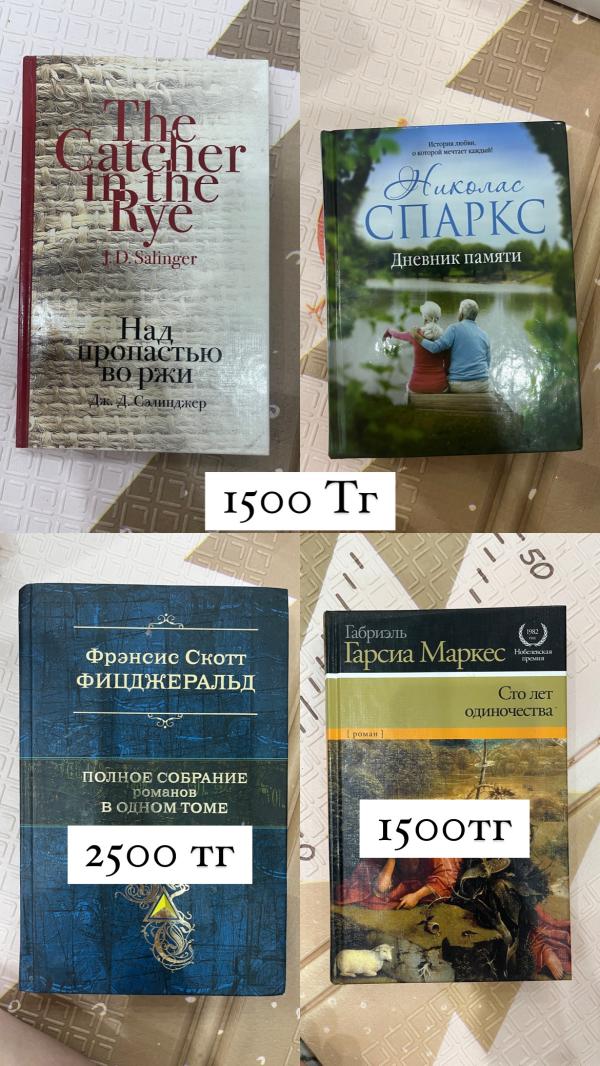 The
Catcher
in the
Rye
J. D. Salinger
Над
пропастью
во ржи
Дж. Д. Сэлинджер
История любви,
о которой мечтает каждый!
Николас
СПАРКС
Дневник памяти
1500 Тг
Фрэнсис Скотт
ФИЦДЖЕРАЛЬД
ПОЛНОЕ СОБРАНИЕ
романов
В ОДНОМ ТОМЕ
2500 тг
50
Габриэль
Гарсиа Маркес
1982
Нобелевская
премия
Сто лет
одиночества
[ роман ]
1500тг